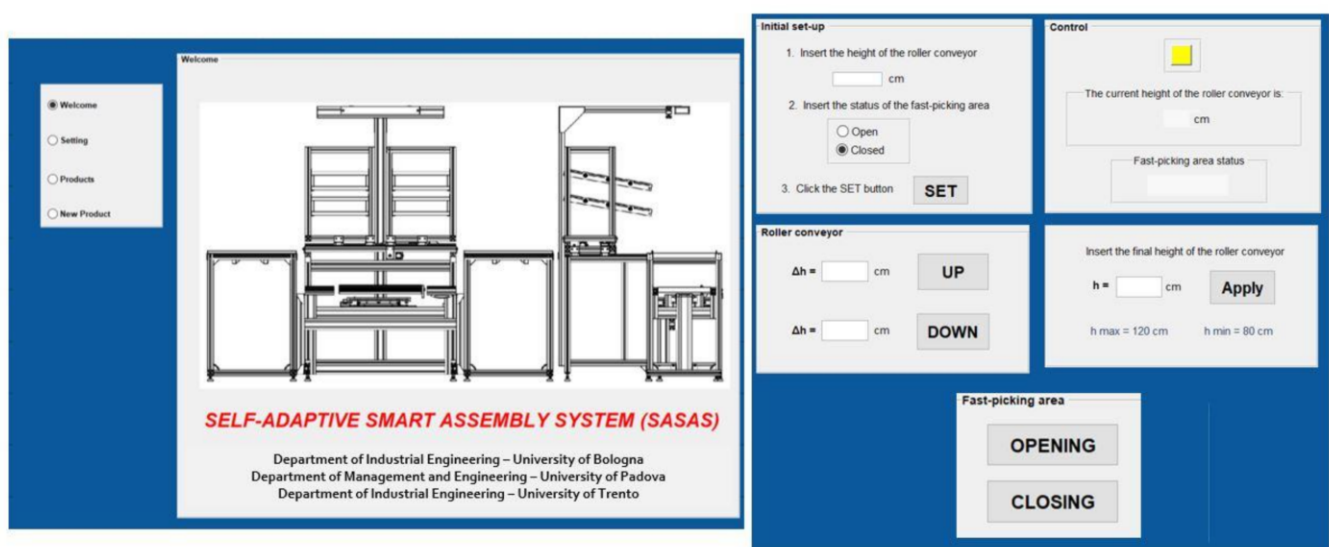 Welcome
Setting
Products
New Product
Welcome
SELF-ADAPTIVE SMART ASSEMBLY SYSTEM (SASAS)
Department of Industrial Engineering – University of Bologna
Department of Management and Engineering – University of Padova
Department of Industrial Engineering – University of Trento
Initial set-up
1. Insert the height of the roller conveyor
cm
2. Insert the status of the fast-picking area
Open
Closed
3. Click the SET button SET
Control
The current height of the roller conveyor is:
cm
Fast-picking area status
Roller conveyor
Δh = cm UP
Δh = cm DOWN
Insert the final height of the roller conveyor
h = cm Apply
h max = 120 cm h min = 80 cm
Fast-picking area
OPENING
CLOSING